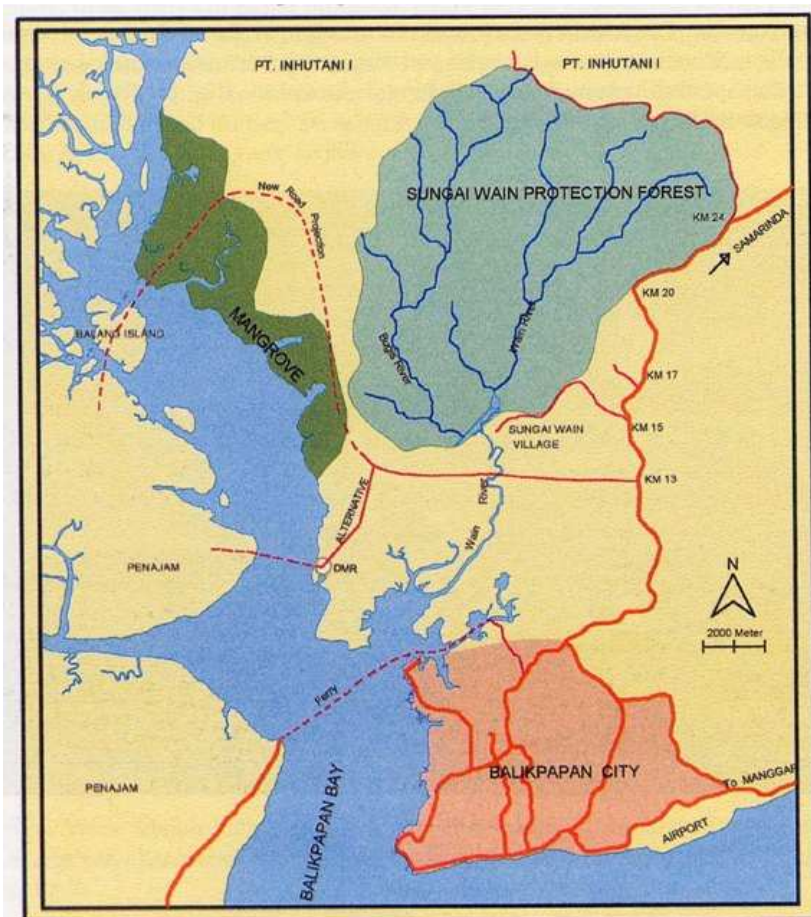 PT. INHUTANI I
PT. INHUTANI I
SUNGAI WAIN PROTECTION FOREST
New Road Projection
KM 24
SAMARINDA
KM 20
BALANG ISLAND
MANGROVE
Bugis River
Wain River
KM 17
SUNGAI WAIN
VILLAGE
KM 15
KM 13
ALTERNATIVE
Wain River
PENAJAM
DMR
N
2000 Meter
Ferry
BALIKPAPAN CITY
To MANGGAR
PENAJAM
BALIKPAPAN BAY
AIRPORT